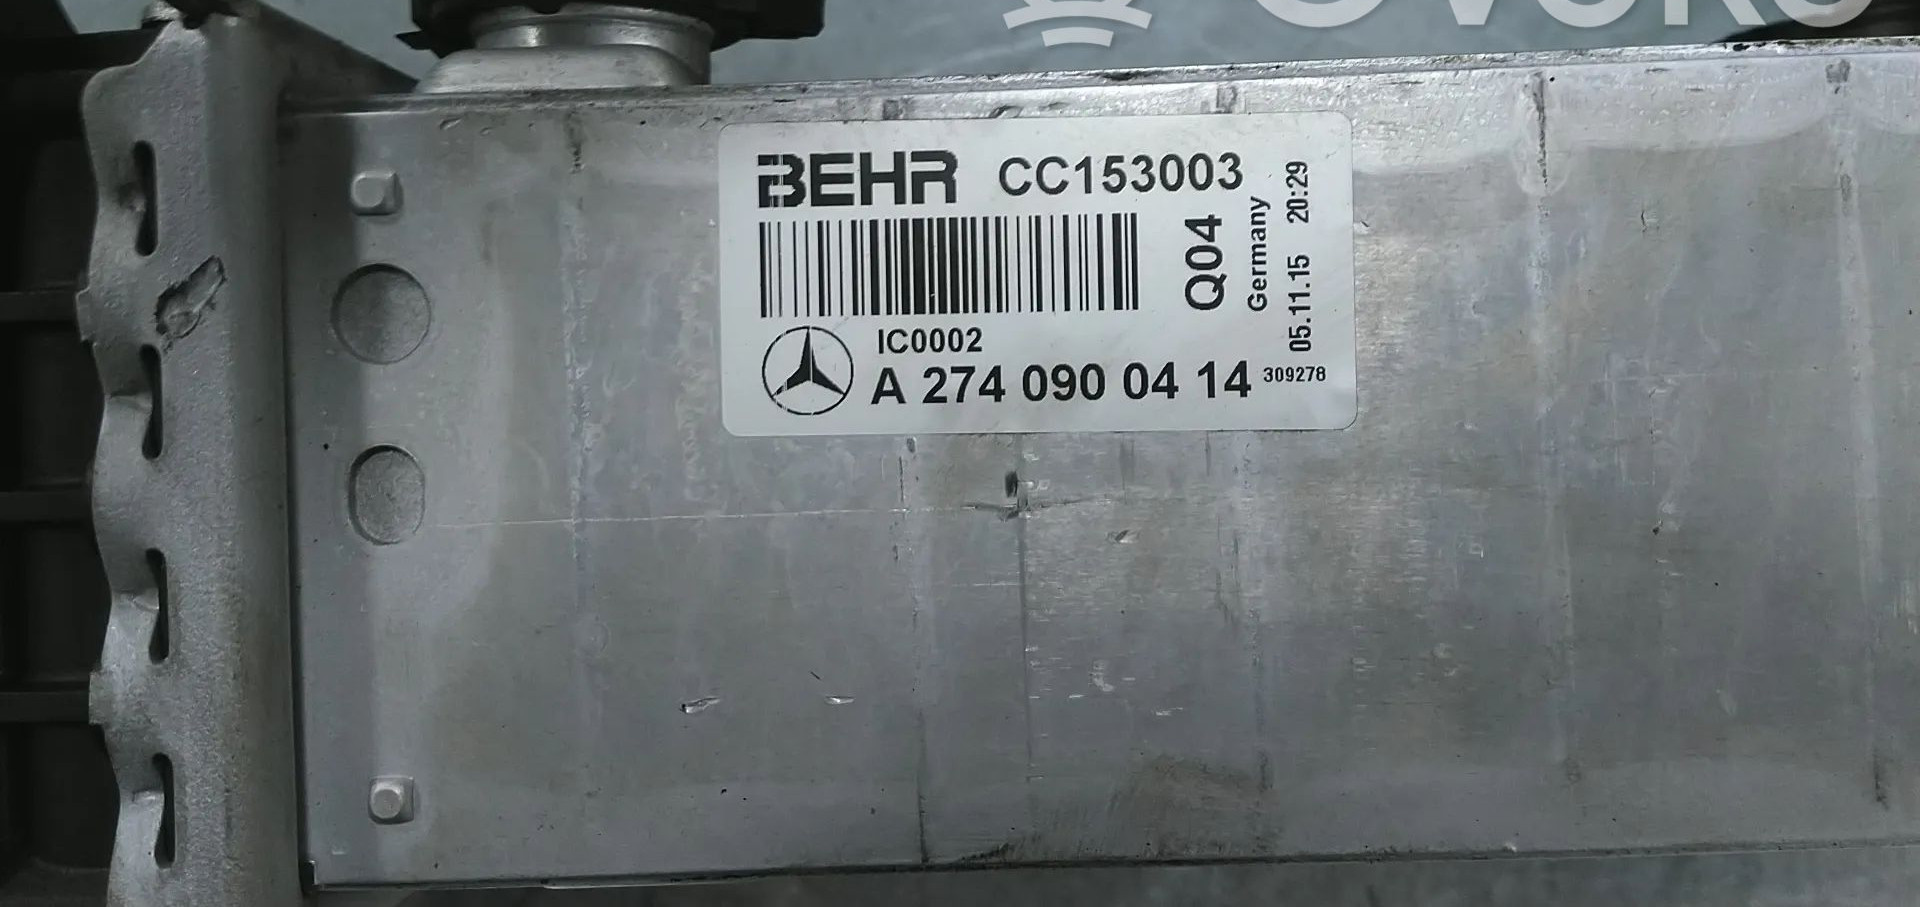 BEHR CC153003
Q04
Germany
05.11.15 20:29
IC0002
A 274 090 04 14 309278